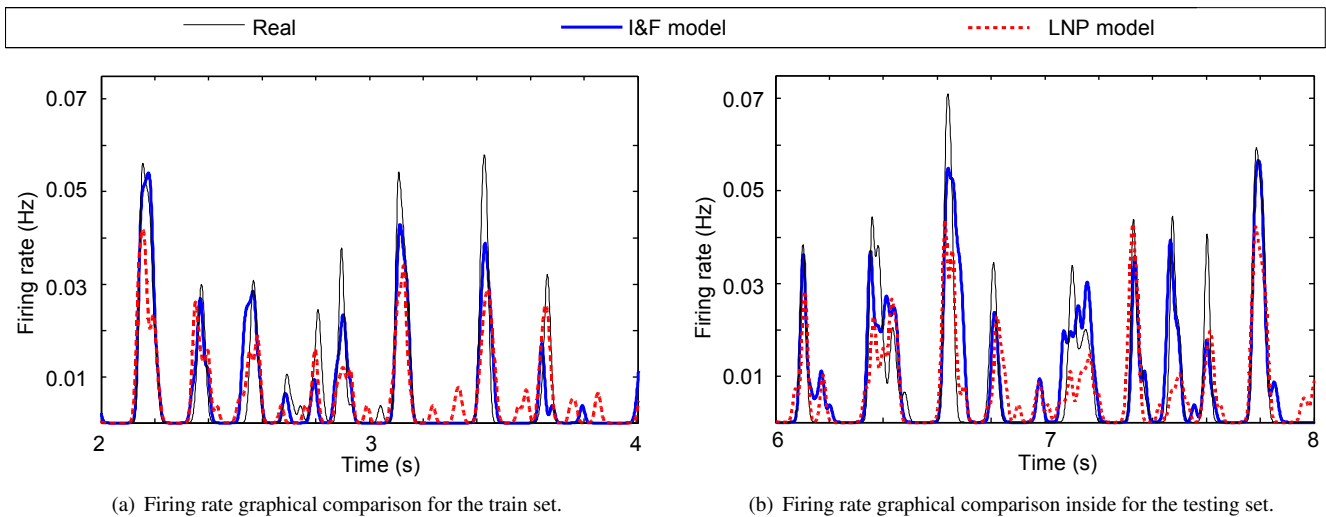 Real I&F model LNP model
0.07
0.05
0.03
0.01
Firing rate (Hz)
2 3 4
Time (s)
(a) Firing rate graphical comparison for the train set.
0.07
0.05
0.03
0.01
Firing rate (Hz)
6 7 8
Time (s)
(b) Firing rate graphical comparison inside for the testing set.